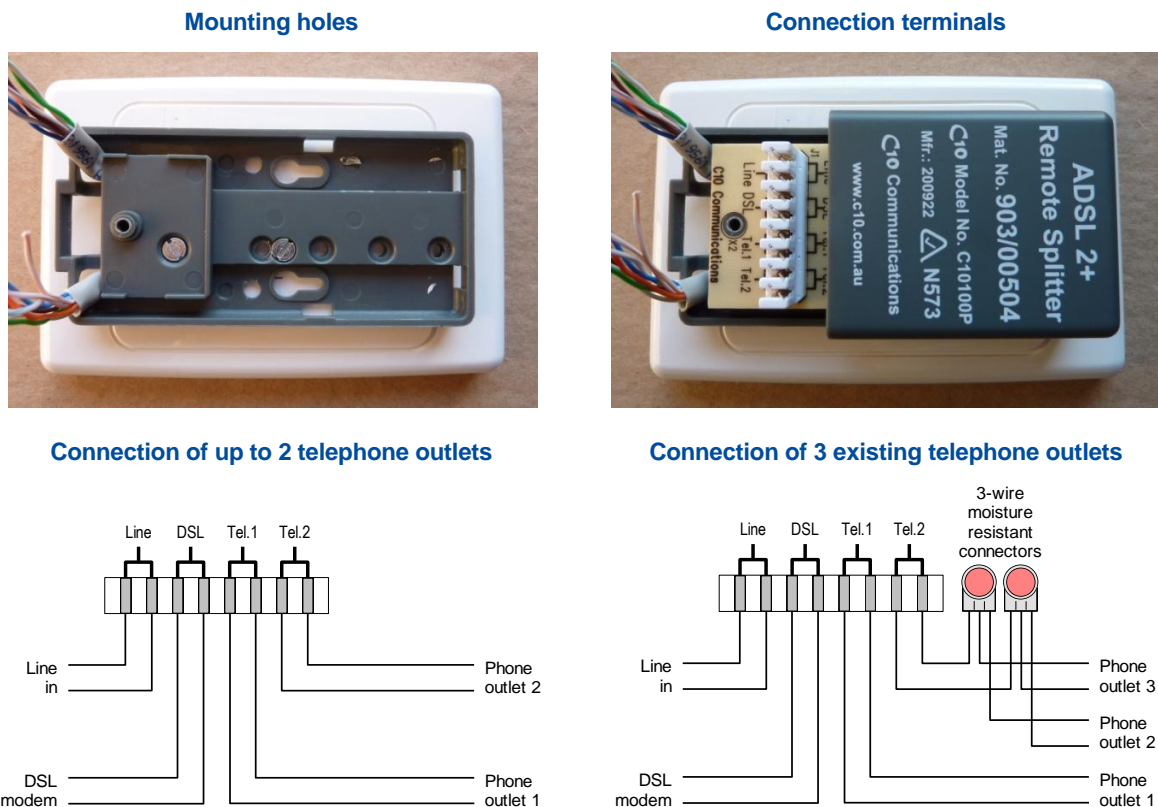 Mounting holes
Connection terminals
C10 Communications
Line DSL
X2
Tel.1 Tel.2
J1
ADSL 2+
Remote Splitter
Mat. No. 903/00504
C10 Model No. C10100P
Mfr.: 200922 N573
C10 Communications
www.c10.com.au
Connection of up to 2 telephone outlets
Line DSL Tel.1 Tel.2
Line
in
Phone
outlet 2
DSL
modem
Phone
outlet 1
Connection of 3 existing telephone outlets
3-wire
moisture
resistant
connectors
Line DSL Tel.1 Tel.2
Line
in
Phone
outlet 3
Phone
outlet 2
DSL
modem
Phone
outlet 1